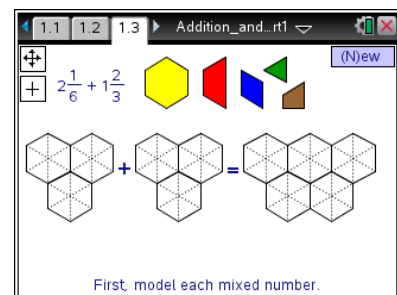 1.1 1.2 1.3 Addition_and…rt1
(N)ew
2 1/6 + 1 2/3
+ =
First, model each mixed number.